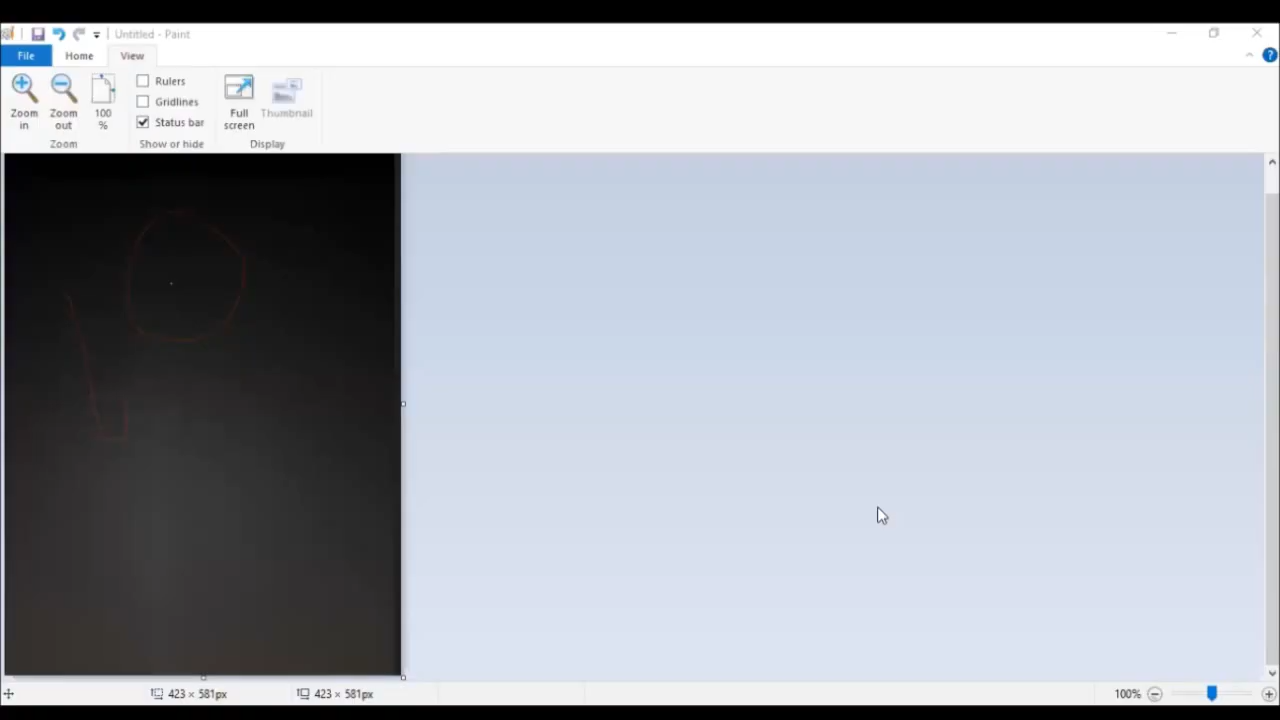 Untitled - Paint
File Home View
Zoom in
Zoom out
100 %
Rulers
Gridlines
Status bar
Full screen
Thumbnail
Zoom
Show or hide
Display
423 × 581px
423 × 581px
100%